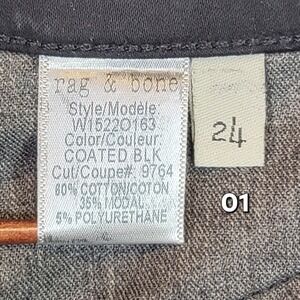 rag & bone
Style/Modèle:
W1522O163
Color/Couleur:
COATED BLK
Cut/Coupe#: 9764
60% COTTON/COTON
35% MODAL
5% POLYURETHANE
24
01